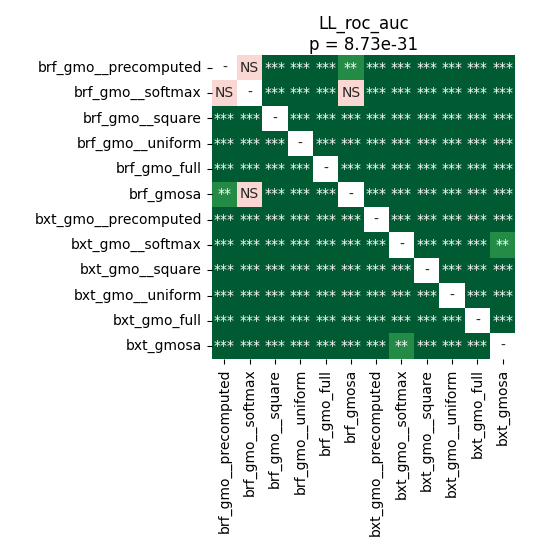 LL_roc_auc
p = 8.73e-31
brf_gmo__precomputed - NS *** *** *** ** *** *** *** *** *** ***
brf_gmo__softmax NS - *** *** *** NS *** *** *** *** *** ***
brf_gmo__square *** *** - *** *** *** *** *** *** *** *** ***
brf_gmo__uniform *** *** *** - *** *** *** *** *** *** *** ***
brf_gmo_full *** *** *** *** - *** *** *** *** *** *** ***
brf_gmosa ** NS *** *** *** - *** *** *** *** *** ***
bxt_gmo__precomputed *** *** *** *** *** *** - *** *** *** *** ***
bxt_gmo__softmax *** *** *** *** *** *** *** - *** *** *** **
bxt_gmo__square *** *** *** *** *** *** *** *** - *** *** ***
bxt_gmo__uniform *** *** *** *** *** *** *** *** *** - *** ***
bxt_gmo_full *** *** *** *** *** *** *** *** *** *** - ***
bxt_gmosa *** *** *** *** *** *** *** ** *** *** *** -
brf_gmo__precomputed
brf_gmo__softmax
brf_gmo__square
brf_gmo__uniform
brf_gmo_full
brf_gmosa
bxt_gmo__precomputed
bxt_gmo__softmax
bxt_gmo__square
bxt_gmo__uniform
bxt_gmo_full
bxt_gmosa